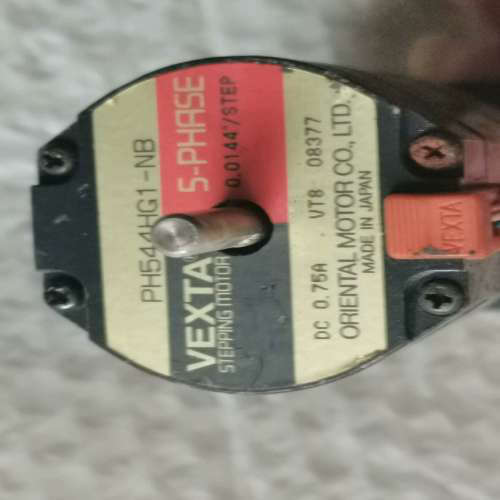 PH544HG1-NB
VEXTA 5-PHASE
STEPPING MOTOR 0.0144°/STEP
DC 0.75A VT8 08377
ORIENTAL MOTOR CO., LTD.
MADE IN JAPAN
VEXTA